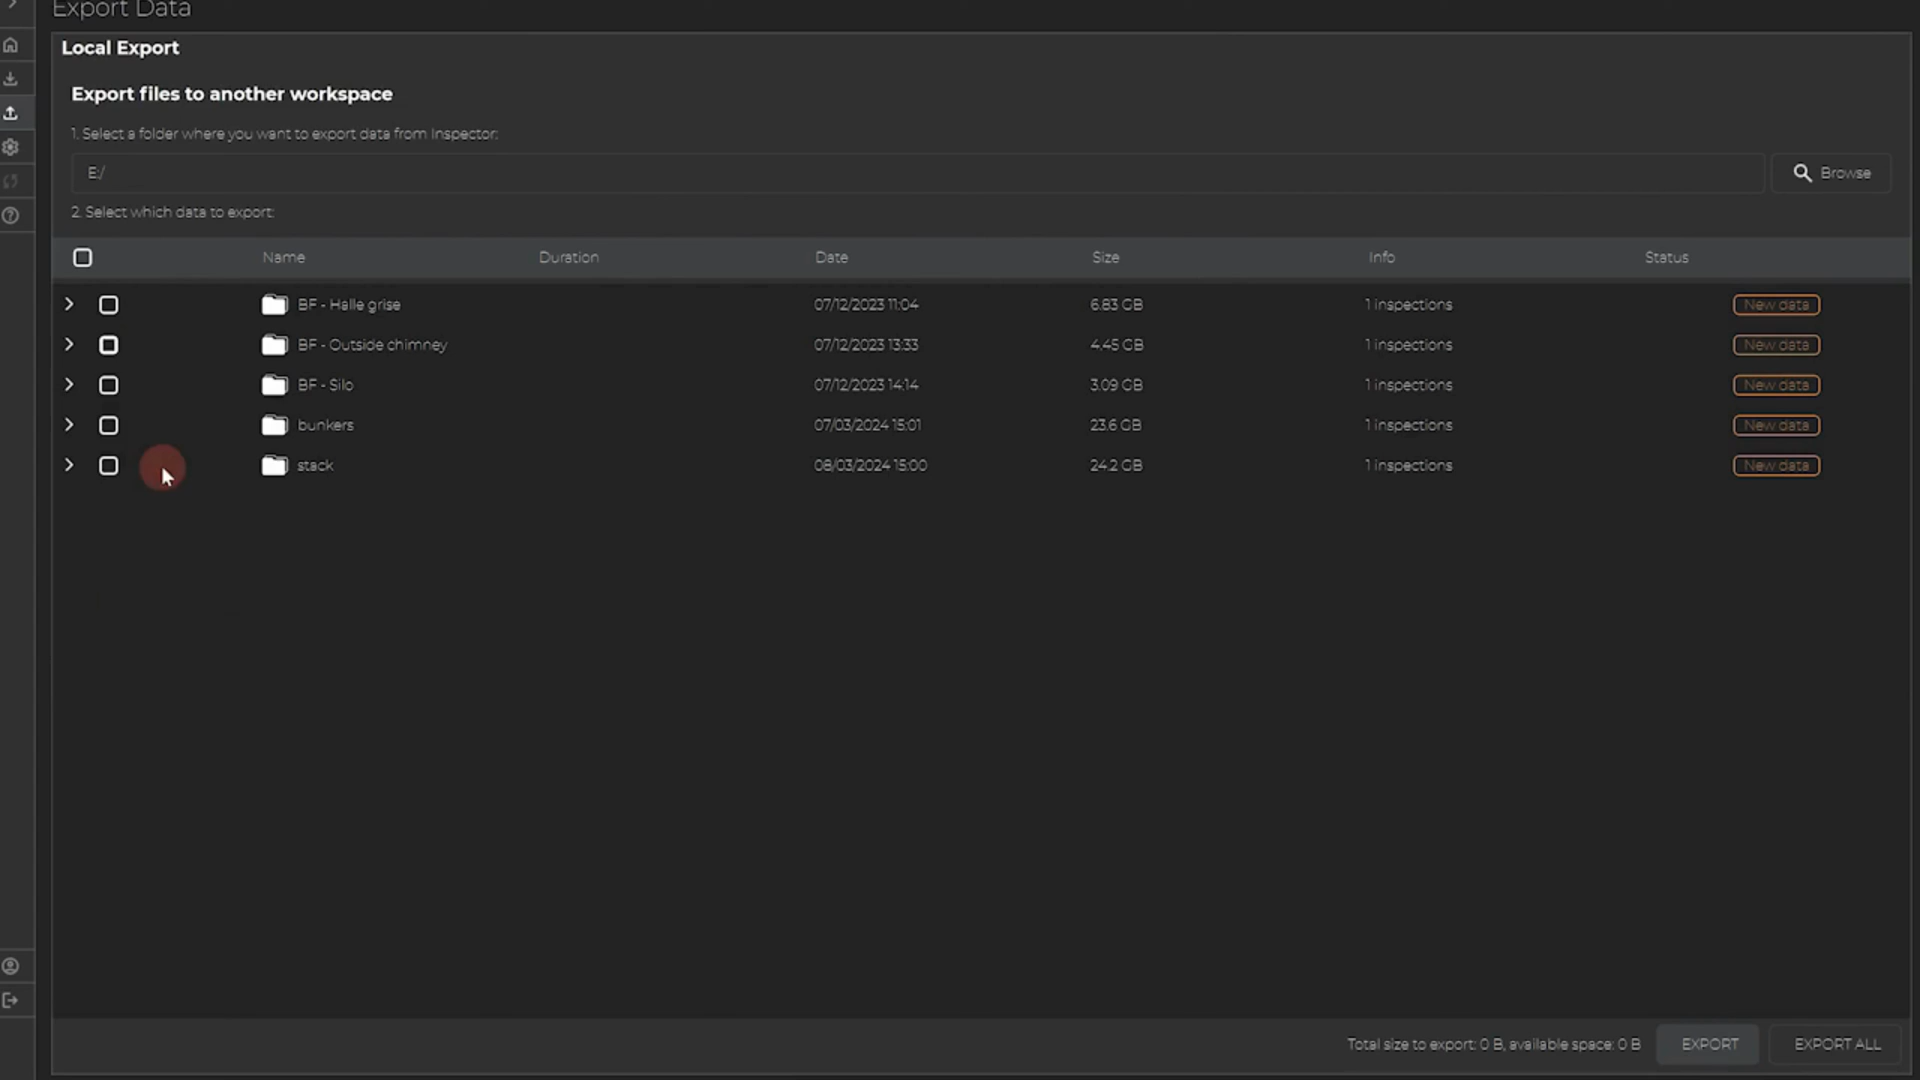 Export Data
Local Export
Export files to another workspace
1. Select a folder where you want to export data from Inspector:
E:/ Browse
2. Select which data to export:
Name Duration Date Size Info Status
BF - Halle grise 07/12/2023 11:04 6.83 GB 1 inspections New data
BF - Outside chimney 07/12/2023 13:33 4.45 GB 1 inspections New data
BF - Silo 07/12/2023 14:14 3.09 GB 1 inspections New data
bunkers 07/03/2024 15:01 23.6 GB 1 inspections New data
stack 08/03/2024 15:00 24.2 GB 1 inspections New data
Total size to export: 0 B, available space: 0 B EXPORT EXPORT ALL